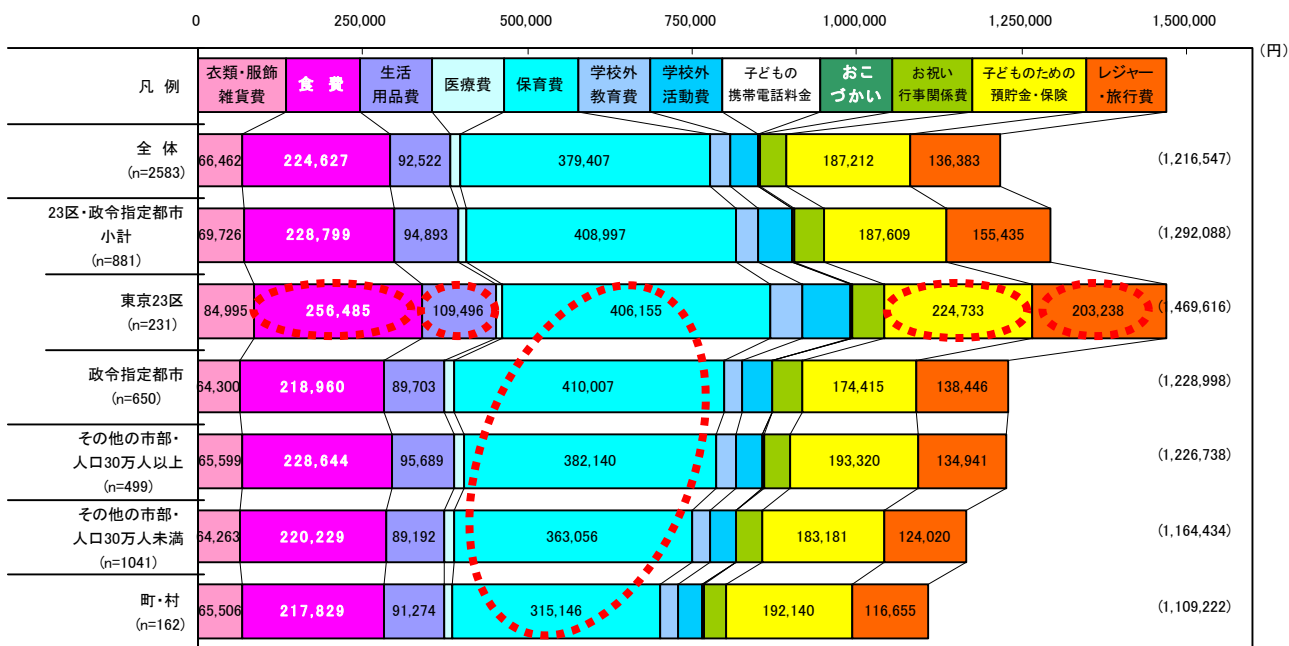 0 250,000 500,000 750,000 1,000,000 1,250,000 1,500,000
(円)
凡 例
衣類・服飾
雑貨費
食 費
生活
用品費
医療費
保育費
学校外
教育費
学校外
活動費
子どもの
携帯電話料金
おこ
づかい
お祝い
行事関係費
子どものための
預貯金・保険
レジャー
・旅行費
全 体
(n=2583)
66,462 224,627 92,522 379,407 187,212 136,383 (1,216,547)
23区・政令指定都市
小計
(n=881)
69,726 228,799 94,893 408,997 187,609 155,435 (1,292,088)
東京23区
(n=231)
84,995 256,485 109,496 406,155 224,733 203,238 (1,469,616)
政令指定都市
(n=650)
64,300 218,960 89,703 410,007 174,415 138,446 (1,228,998)
その他の市部・
人口30万人以上
(n=499)
65,599 228,644 95,689 382,140 193,320 134,941 (1,226,738)
その他の市部・
人口30万人未満
(n=1041)
64,263 220,229 89,192 363,056 183,181 124,020 (1,164,434)
町・村
(n=162)
65,506 217,829 91,274 315,146 192,140 116,655 (1,109,222)